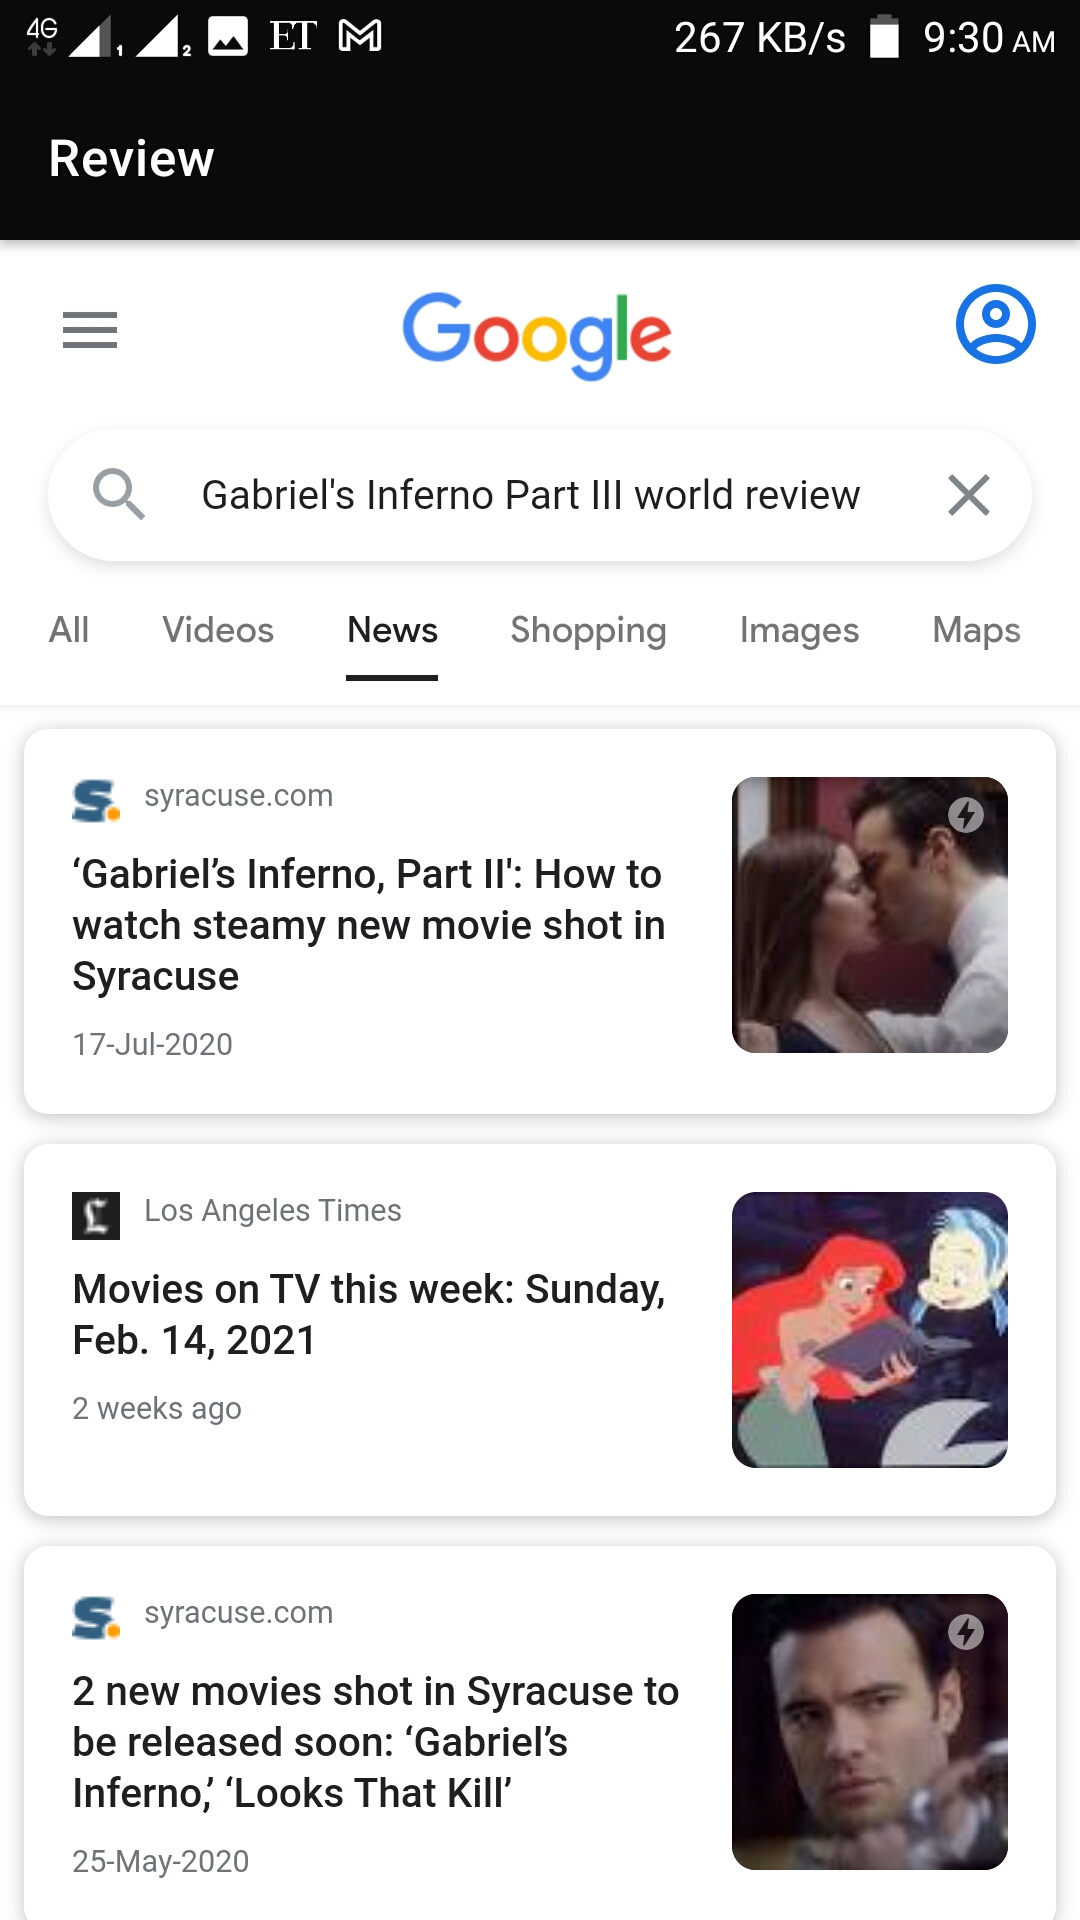 4G 1 2 ET M 267 KB/s 9:30 AM
Review
Google
Gabriel's Inferno Part III world review
All Videos News Shopping Images Maps
syracuse.com
‘Gabriel’s Inferno, Part II': How to
watch steamy new movie shot in
Syracuse
17-Jul-2020
Los Angeles Times
Movies on TV this week: Sunday,
Feb. 14, 2021
2 weeks ago
syracuse.com
2 new movies shot in Syracuse to
be released soon: ‘Gabriel’s
Inferno,’ ‘Looks That Kill’
25-May-2020